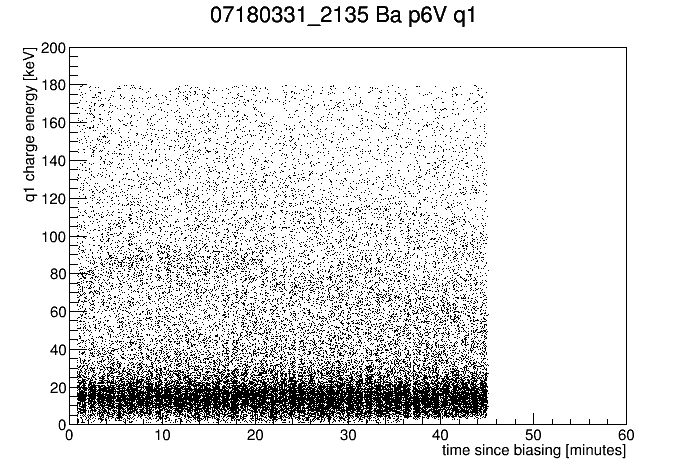 07180331_2135 Ba p6V q1
q1 charge energy [keV]
200
180
160
140
120
100
80
60
40
20
0
0 10 20 30 40 50 60
time since biasing [minutes]